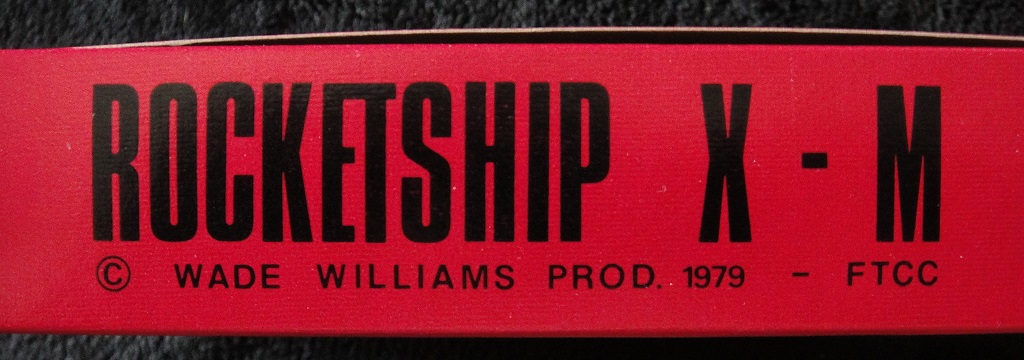 ROCKETSHIP X - M
© WADE WILLIAMS PROD. 1979 - FTCC